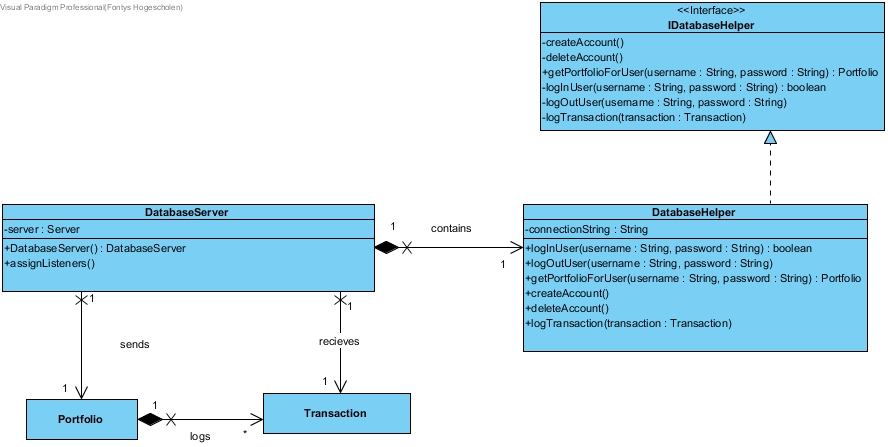 Visual Paradigm Professional(Fontys Hogescholen)
<<Interface>>
IDatabaseHelper
-createAccount()
-deleteAccount()
+getPortfolioForUser(username : String, password : String) : Portfolio
-logInUser(username : String, password : String) : boolean
-logOutUser(username : String, password : String)
-logTransaction(transaction : Transaction)
DatabaseServer
-server : Server
+DatabaseServer() : DatabaseServer
+assignListeners()
1
contains
1
DatabaseHelper
-connectionString : String
+logInUser(username : String, password : String) : boolean
+logOutUser(username : String, password : String)
+getPortfolioForUser(username : String, password : String) : Portfolio
+createAccount()
+deleteAccount()
+logTransaction(transaction : Transaction)
1
sends
1
1
recieves
1
Portfolio
1
logs
*
Transaction